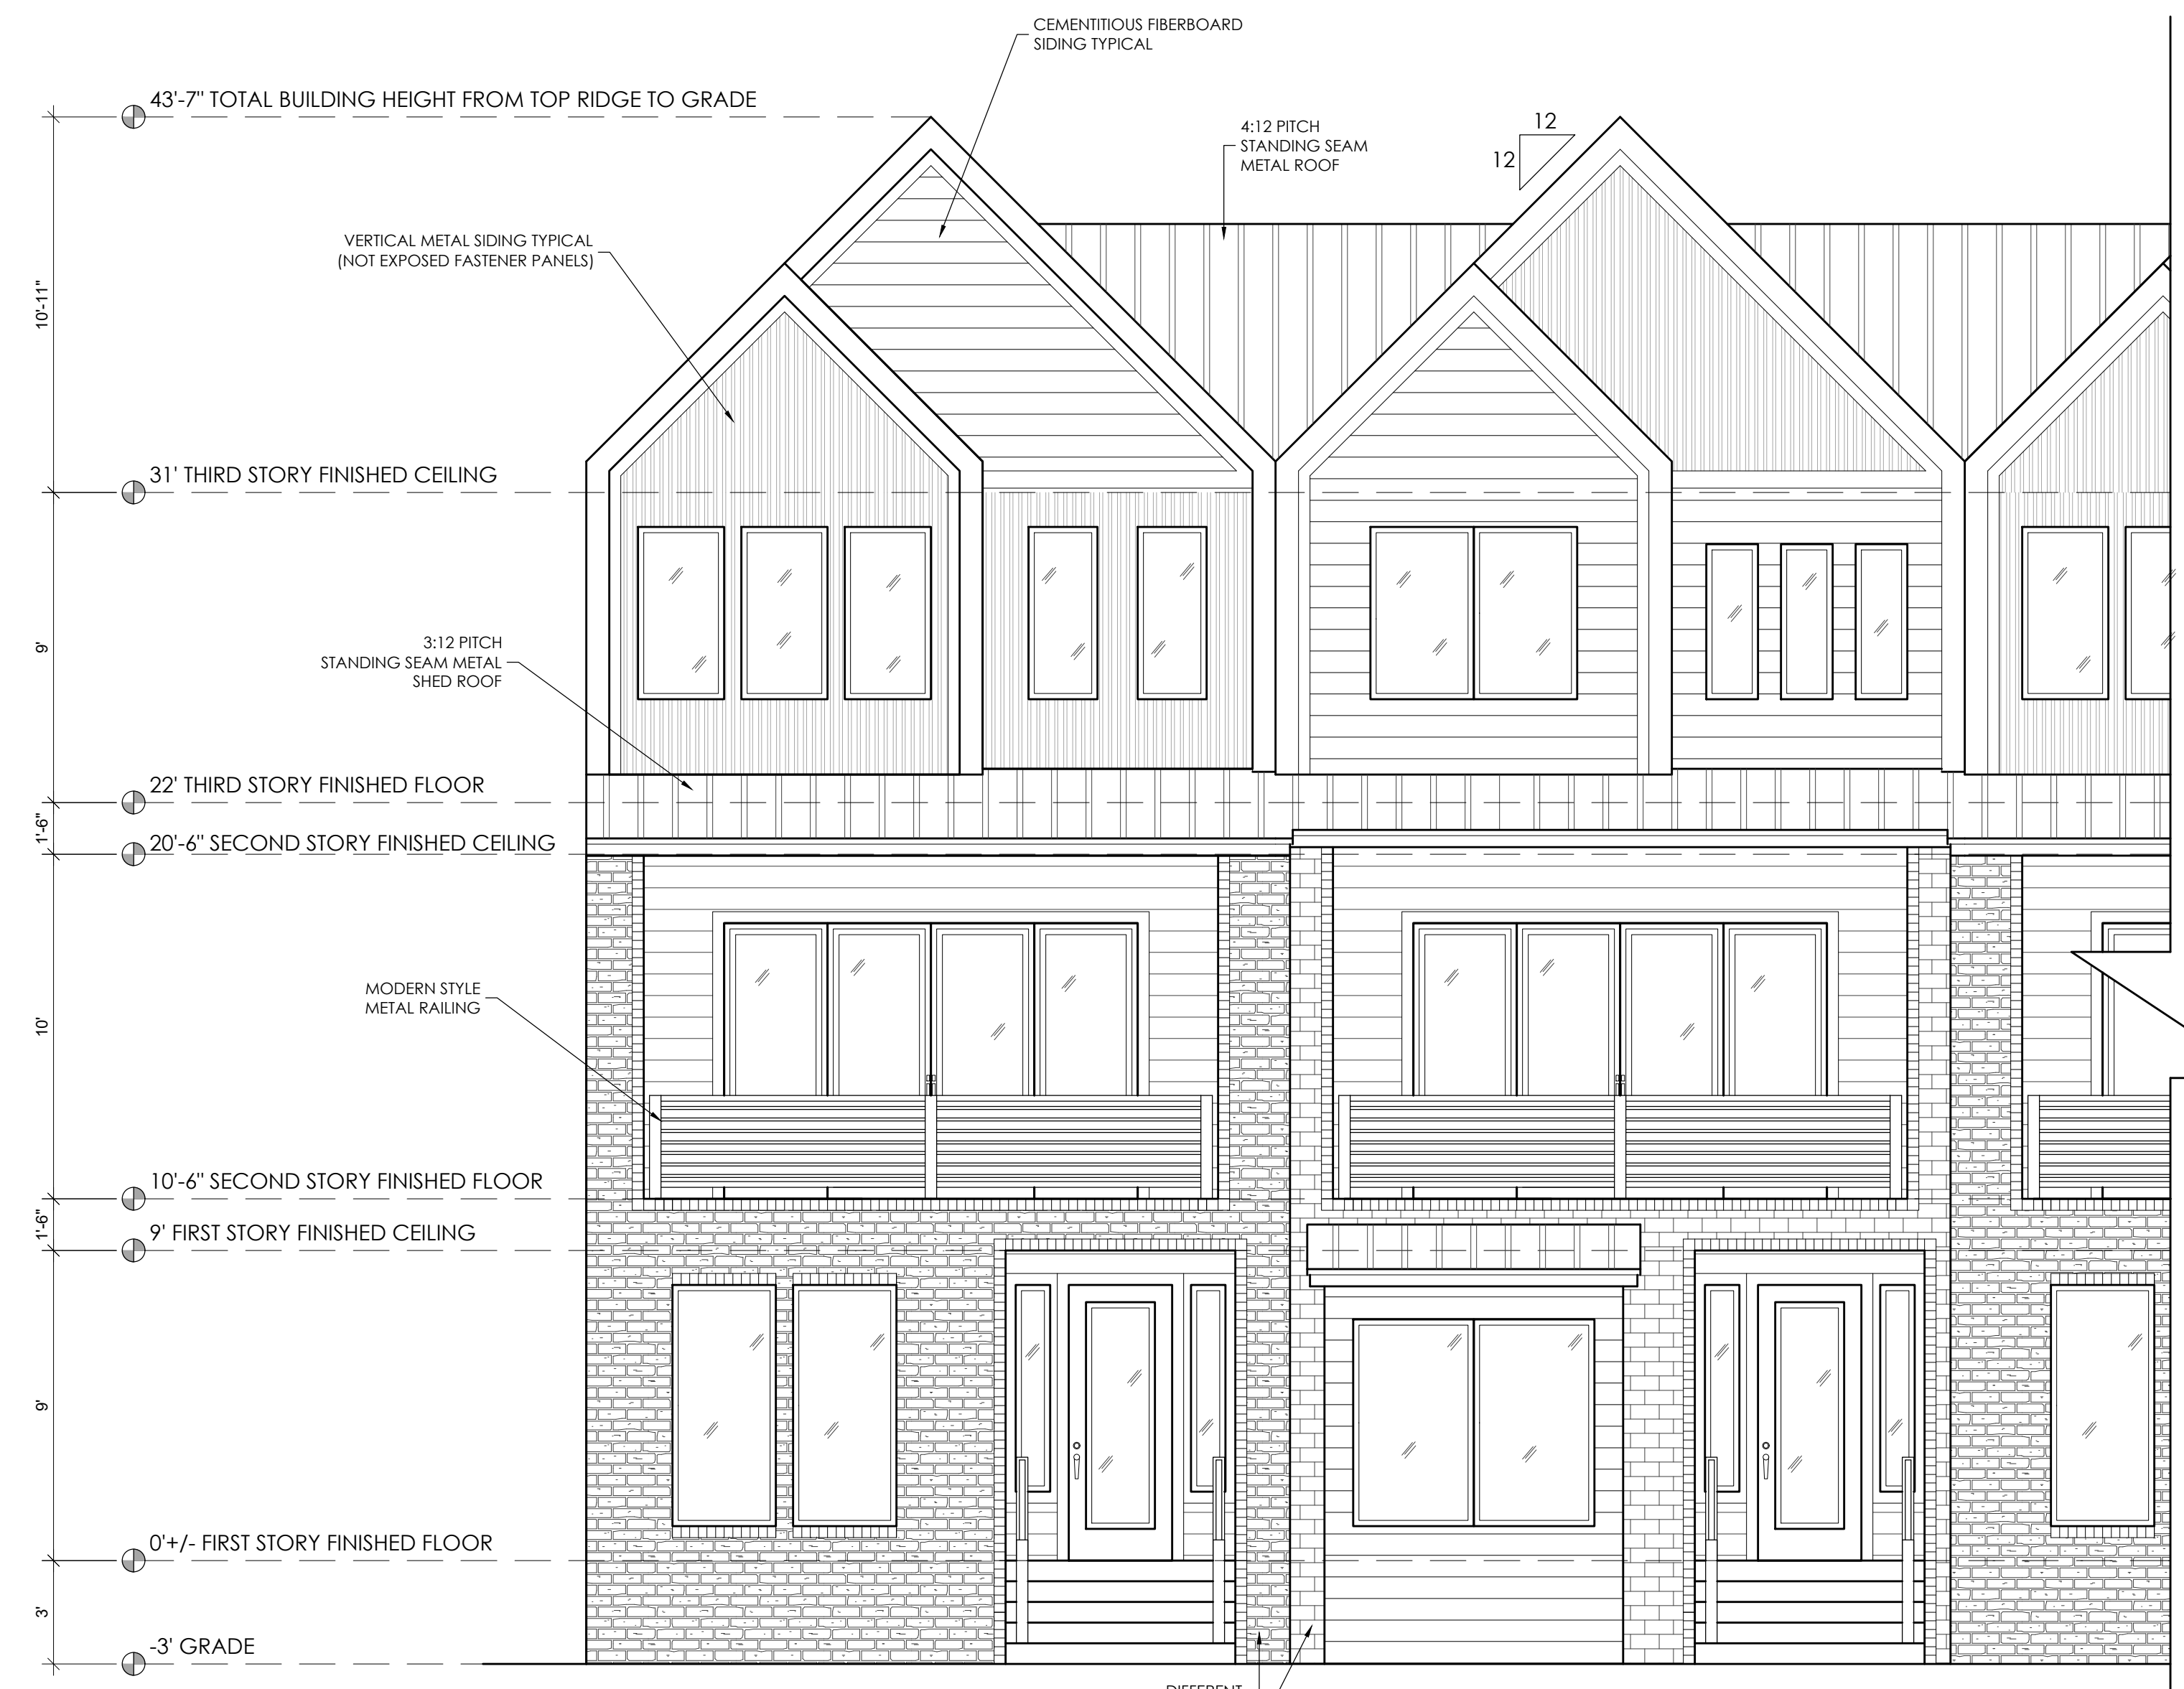 CEMENTITIOUS FIBERBOARD
SIDING TYPICAL
43'-7" TOTAL BUILDING HEIGHT FROM TOP RIDGE TO GRADE
12
12
4:12 PITCH
STANDING SEAM
METAL ROOF
VERTICAL METAL SIDING TYPICAL
(NOT EXPOSED FASTENER PANELS)
10'-11"
31' THIRD STORY FINISHED CEILING
9'
3:12 PITCH
STANDING SEAM METAL
SHED ROOF
22' THIRD STORY FINISHED FLOOR
1'-6"
20'-6" SECOND STORY FINISHED CEILING
MODERN STYLE
METAL RAILING
10'
10'-6" SECOND STORY FINISHED FLOOR
1'-6"
9' FIRST STORY FINISHED CEILING
9'
0'+/- FIRST STORY FINISHED FLOOR
3'
-3' GRADE
DIFFERENT